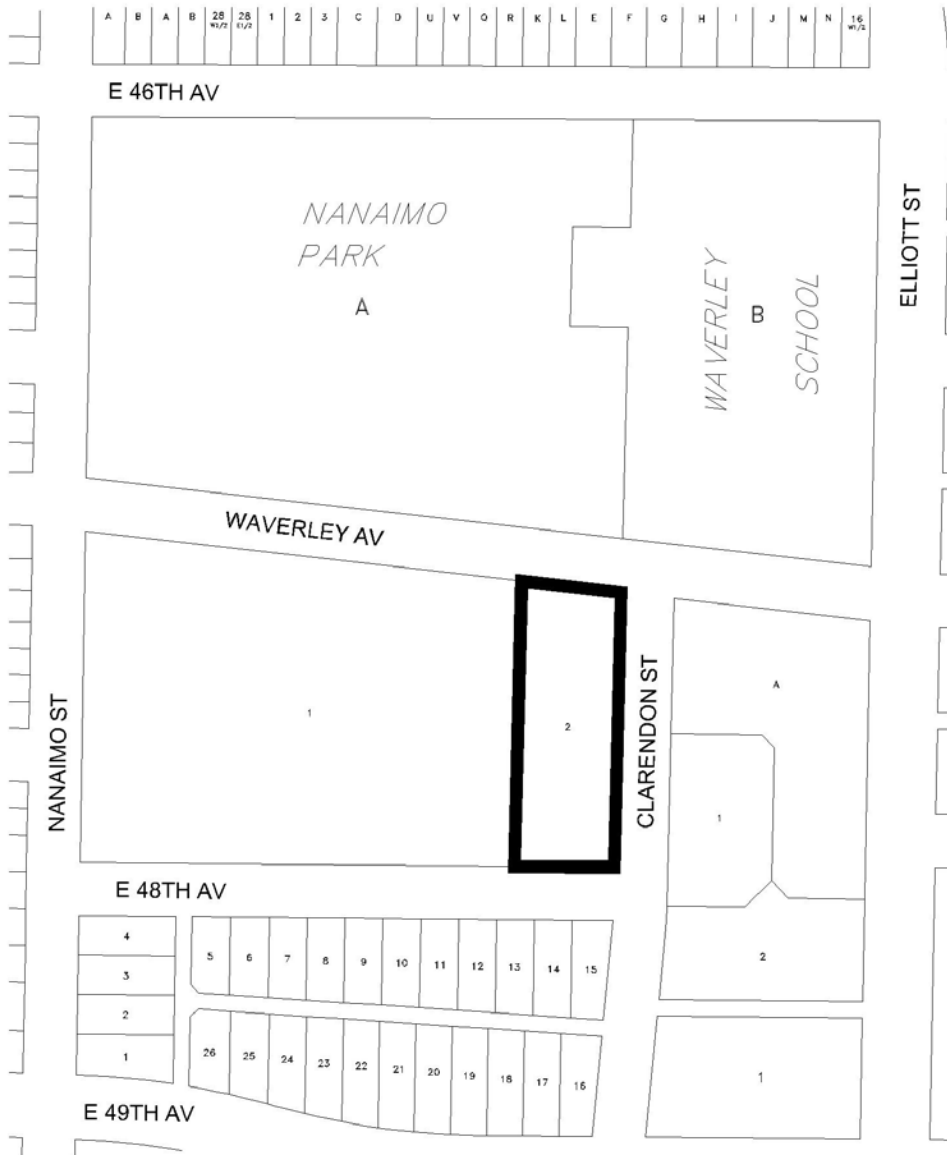 A B A B 28 28 1 2 3 C D U V Q R K L E F G H I J M N 16
W1/2 E1/2 W1/2
E 46TH AV
NANAIMO
PARK
A
WAVERLEY
B
SCHOOL
ELLIOTT ST
WAVERLEY AV
1
2
A
1
NANAIMO ST
CLARENDON ST
E 48TH AV
4
3
2
1
5 6 7 8 9 10 11 12 13 14 15
2
26 25 24 23 22 21 20 19 18 17 16
1
E 49TH AV